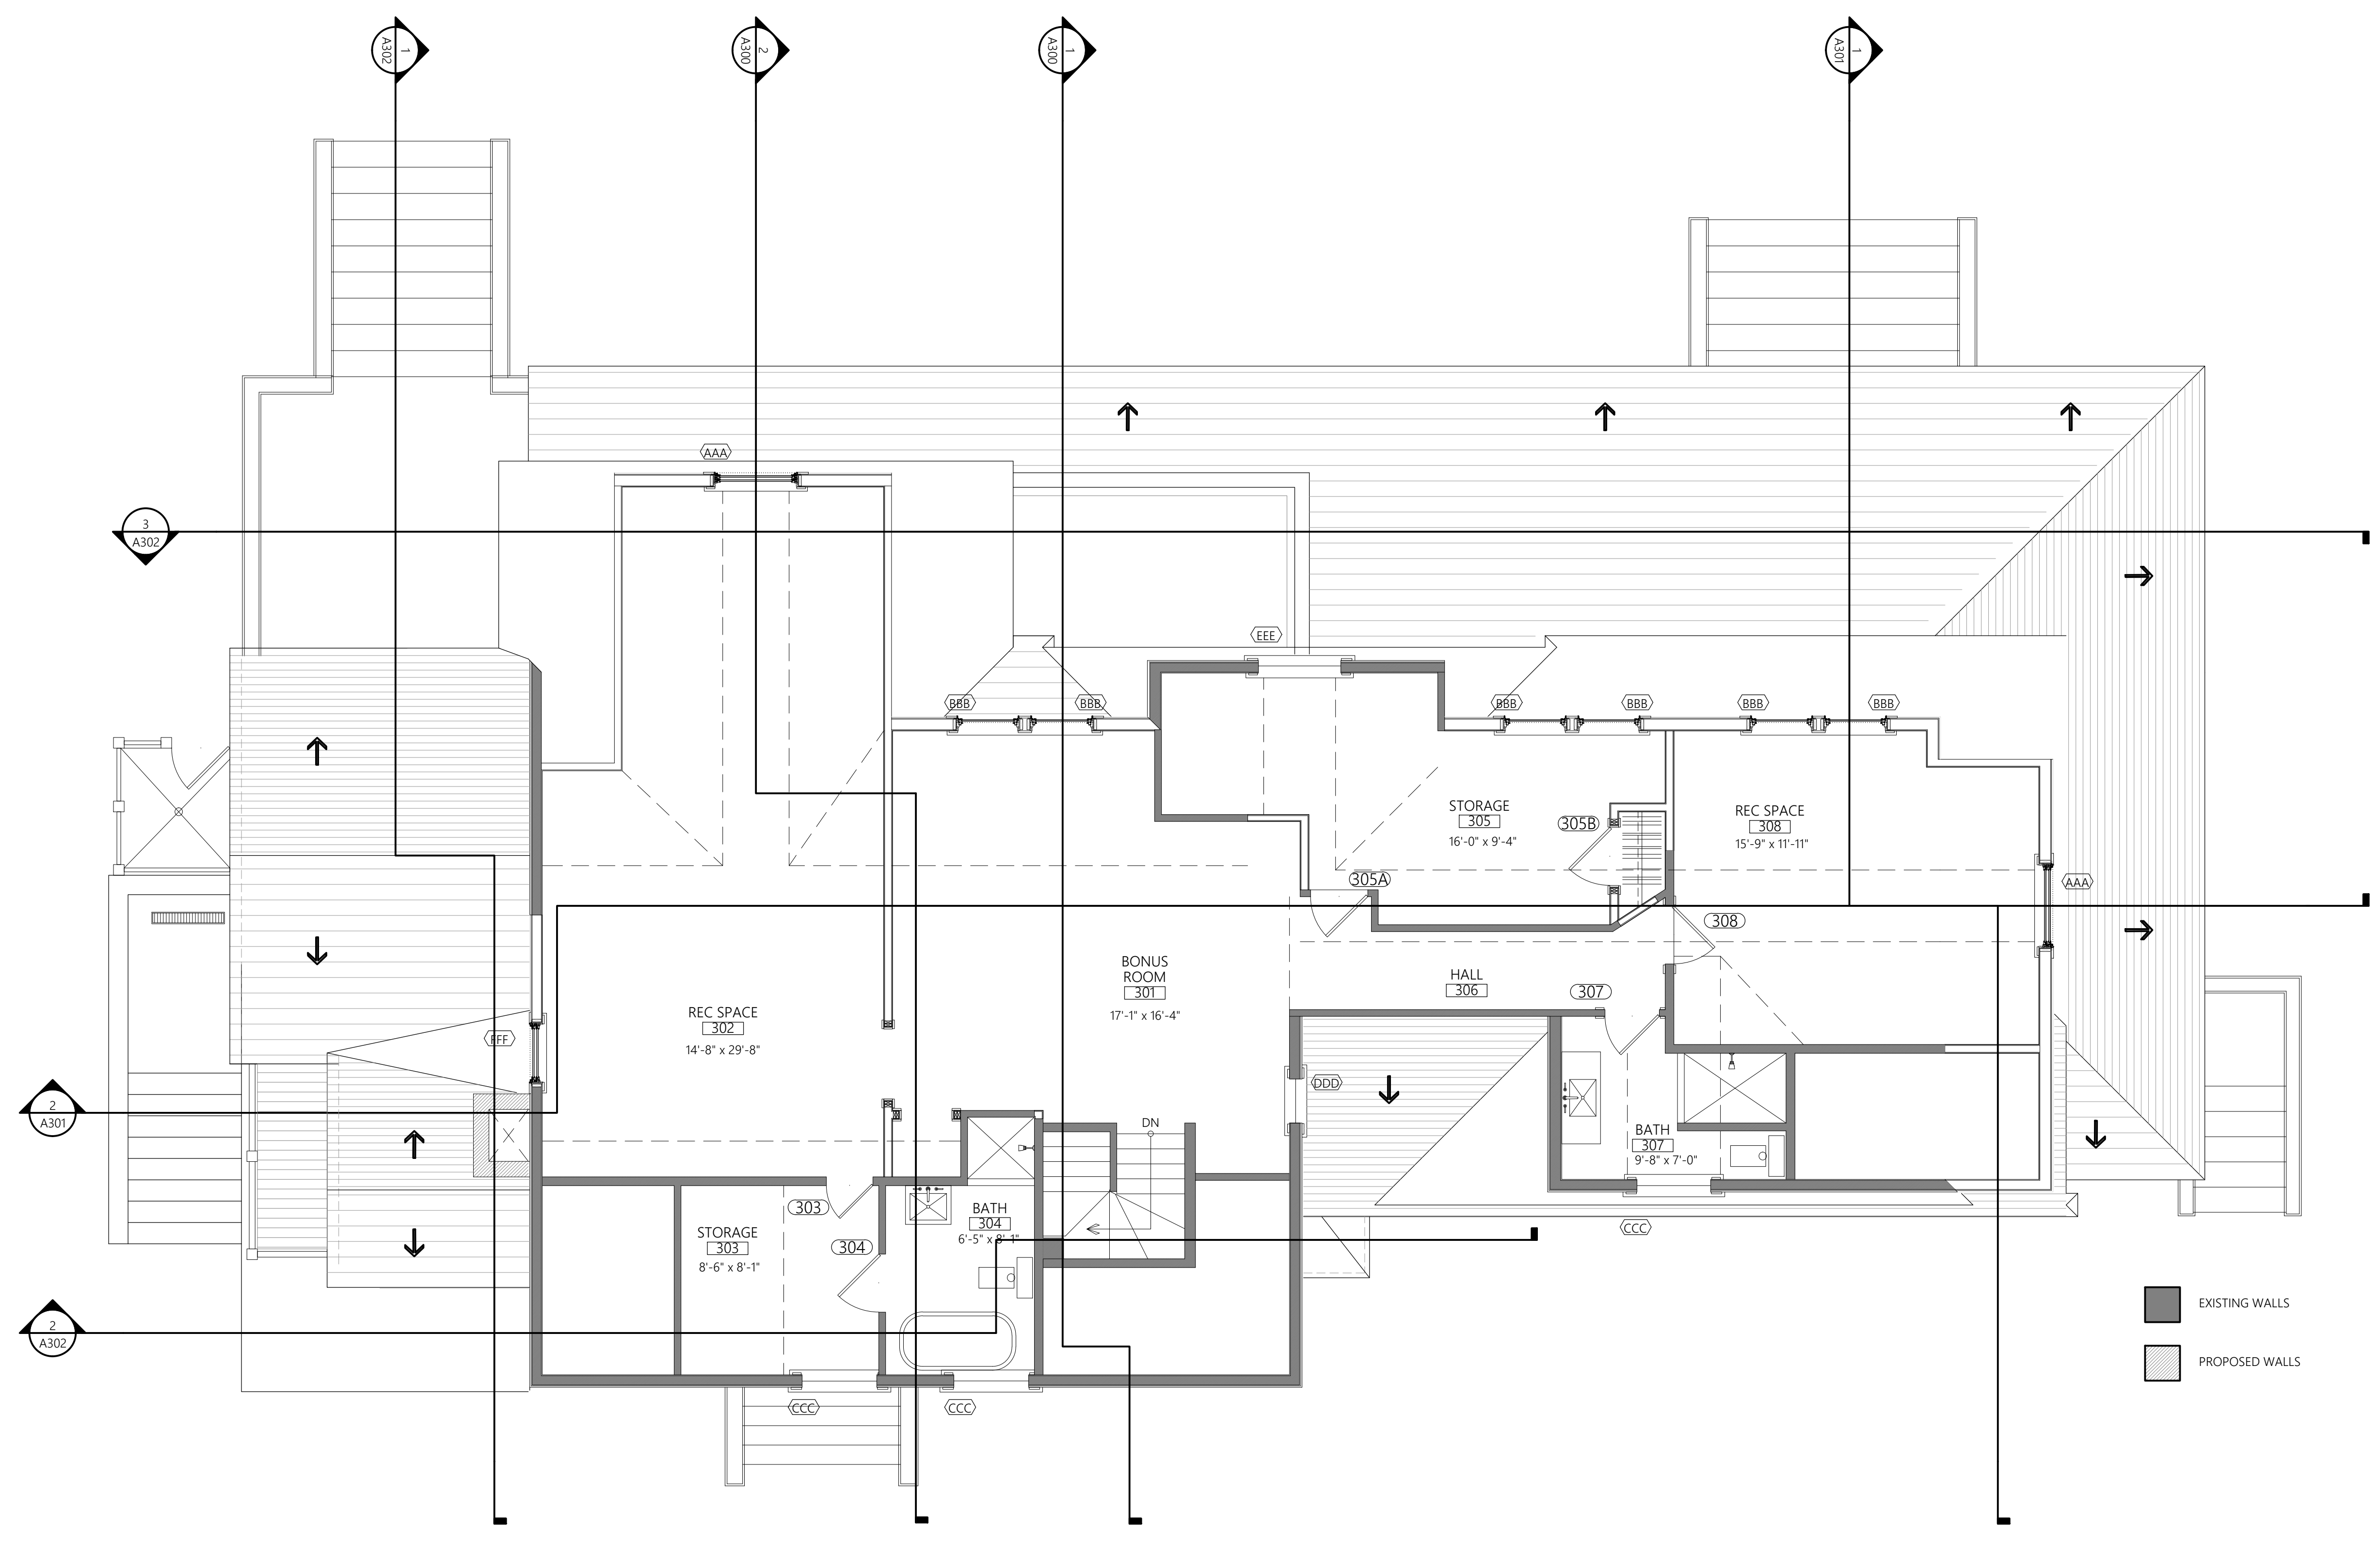 1
A302
2
A300
1
A300
1
A301
AAA
3
A302
EEE
BBB
BBB
BBB
BBB
BBB
BBB
STORAGE
305
16'-0" x 9'-4"
305B
REC SPACE
308
15'-9" x 11'-11"
305A
AAA
308
BONUS
ROOM
301
17'-1" x 16'-4"
HALL
306
307
REC SPACE
302
14'-8" x 29'-8"
FFF
DDD
2
A301
DN
BATH
307
9'-8" x 7'-0"
303
BATH
304
6'-5" x 8'-1"
STORAGE
303
8'-6" x 8'-1"
304
CCC
EXISTING WALLS
2
A302
PROPOSED WALLS
CCC
CCC